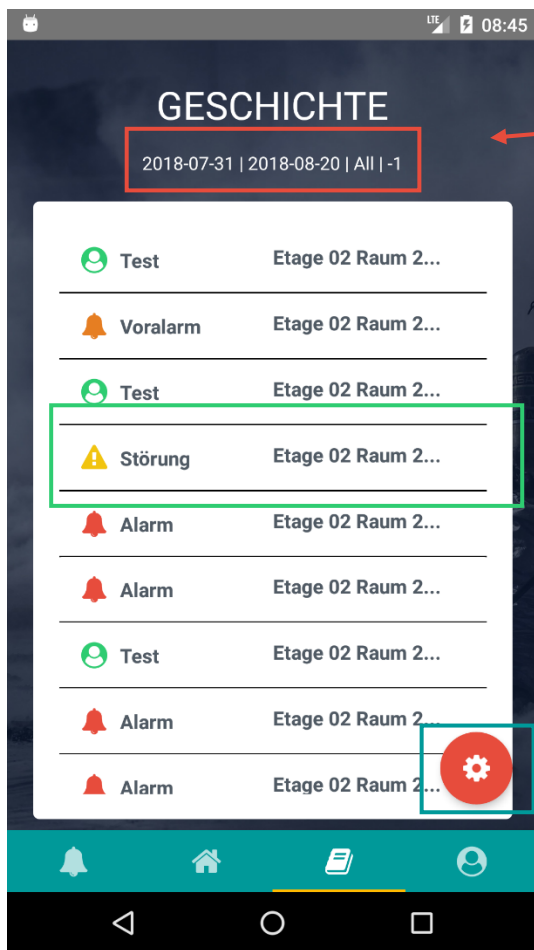 LTE 08:45
GESCHICHTE
2018-07-31 | 2018-08-20 | All | -1
Test Etage 02 Raum 2...
Voralarm Etage 02 Raum 2...
Test Etage 02 Raum 2...
Störung Etage 02 Raum 2...
Alarm Etage 02 Raum 2...
Alarm Etage 02 Raum 2...
Test Etage 02 Raum 2...
Alarm Etage 02 Raum 2...
Alarm Etage 02 Raum 2...